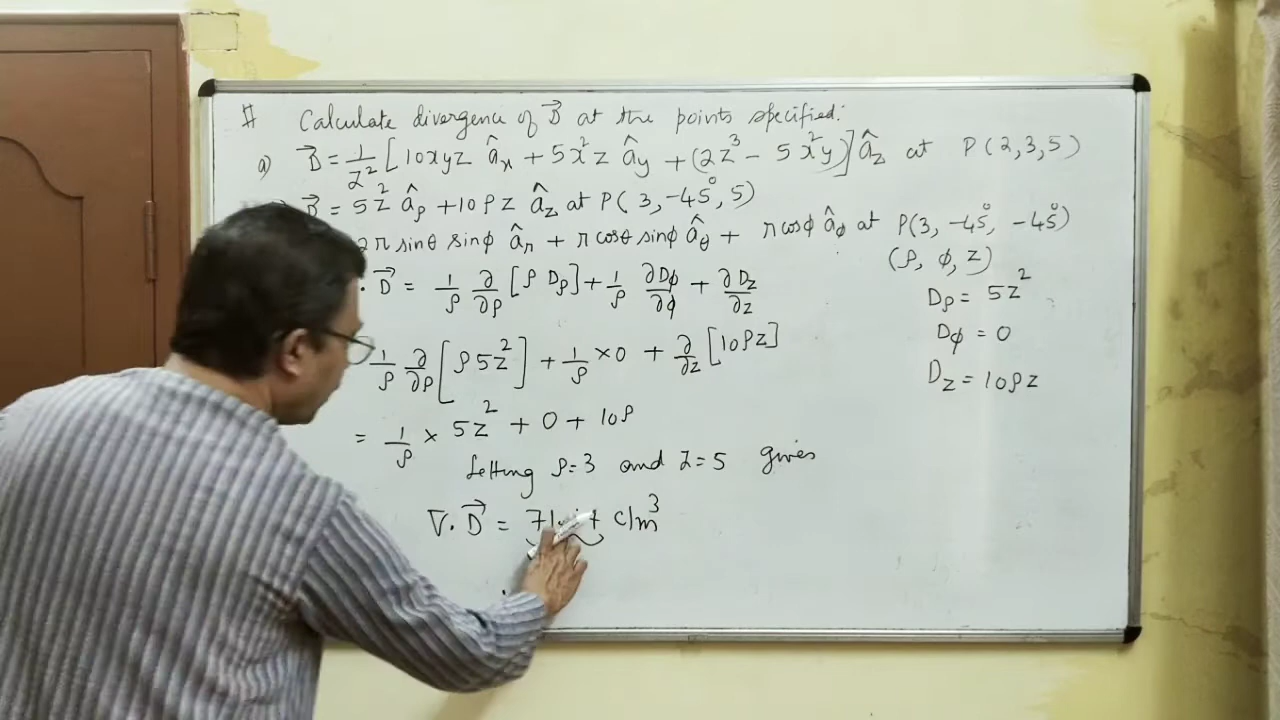 # Calculate divergence of D⃗ at the points specified:
a) D⃗ = 1/z² [10xyz âx + 5x²z ây + (2z³ - 5x²y)] âz at P(2,3,5)
D⃗ = 5z² âρ + 10ρz âz at P(3, -45°, 5)
2r sinθ sinφ âr + r cosθ sinφ âθ + r cosφ âφ at P(3, -45°, -45°)
(ρ, φ, z)
. D⃗ = 1/ρ ∂/∂ρ [ρ Dρ] + 1/ρ ∂Dφ/∂φ + ∂Dz/∂z
Dρ = 5z²
Dφ = 0
1/ρ ∂/∂ρ [ρ 5z²] + 1/ρ × 0 + ∂/∂z [10ρz]
Dz = 10ρz
= 1/ρ × 5z² + 0 + 10ρ
Letting ρ=3 and z=5 gives
∇. D⃗ = C/m³